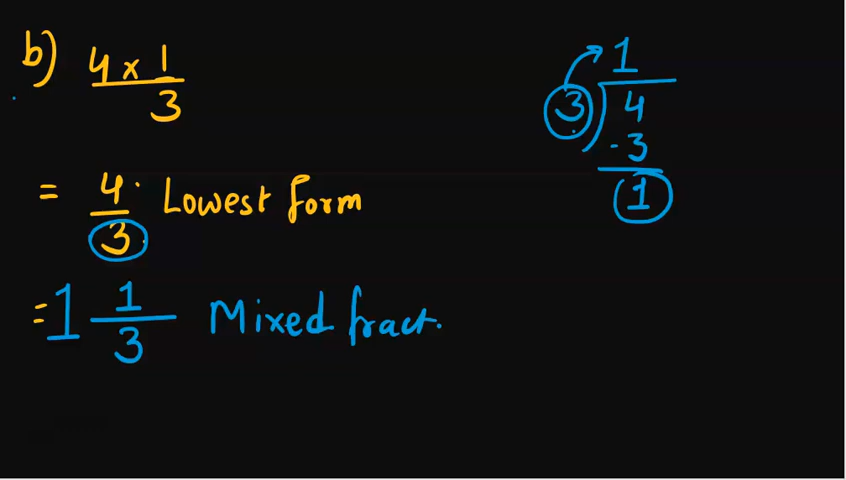 b) 4 × 1
3
= 4/3 Lowest form
= 1 1/3 Mixed fract.
1
3) 4
- 3
1